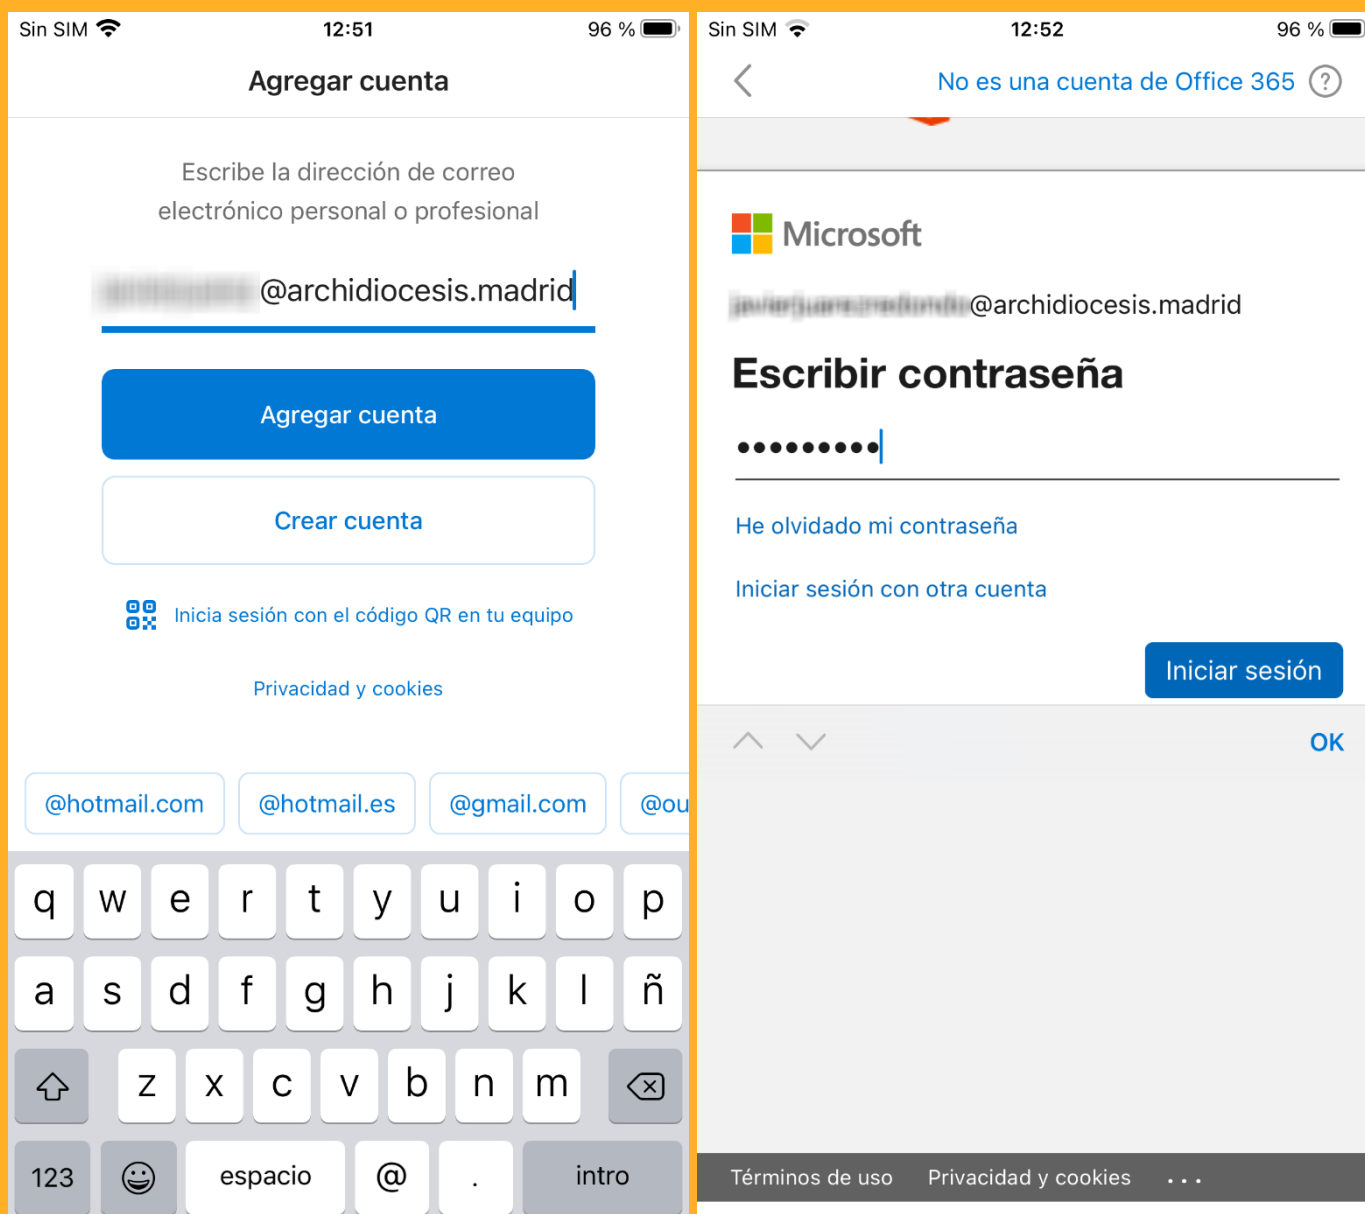 Sin SIM 12:51 96 %
Agregar cuenta
Escribe la dirección de correo
electrónico personal o profesional
@archidiocesis.madrid
Agregar cuenta
Crear cuenta
Inicia sesión con el código QR en tu equipo
Privacidad y cookies
@hotmail.com @hotmail.es @gmail.com @ou
q w e r t y u i o p
a s d f g h j k l ñ
z x c v b n m
123 espacio @ . intro
Sin SIM 12:52 96 %
No es una cuenta de Office 365 ?
Microsoft
@archidiocesis.madrid
Escribir contraseña
•••••••••
He olvidado mi contraseña
Iniciar sesión con otra cuenta
Iniciar sesión
OK
Términos de uso Privacidad y cookies ...